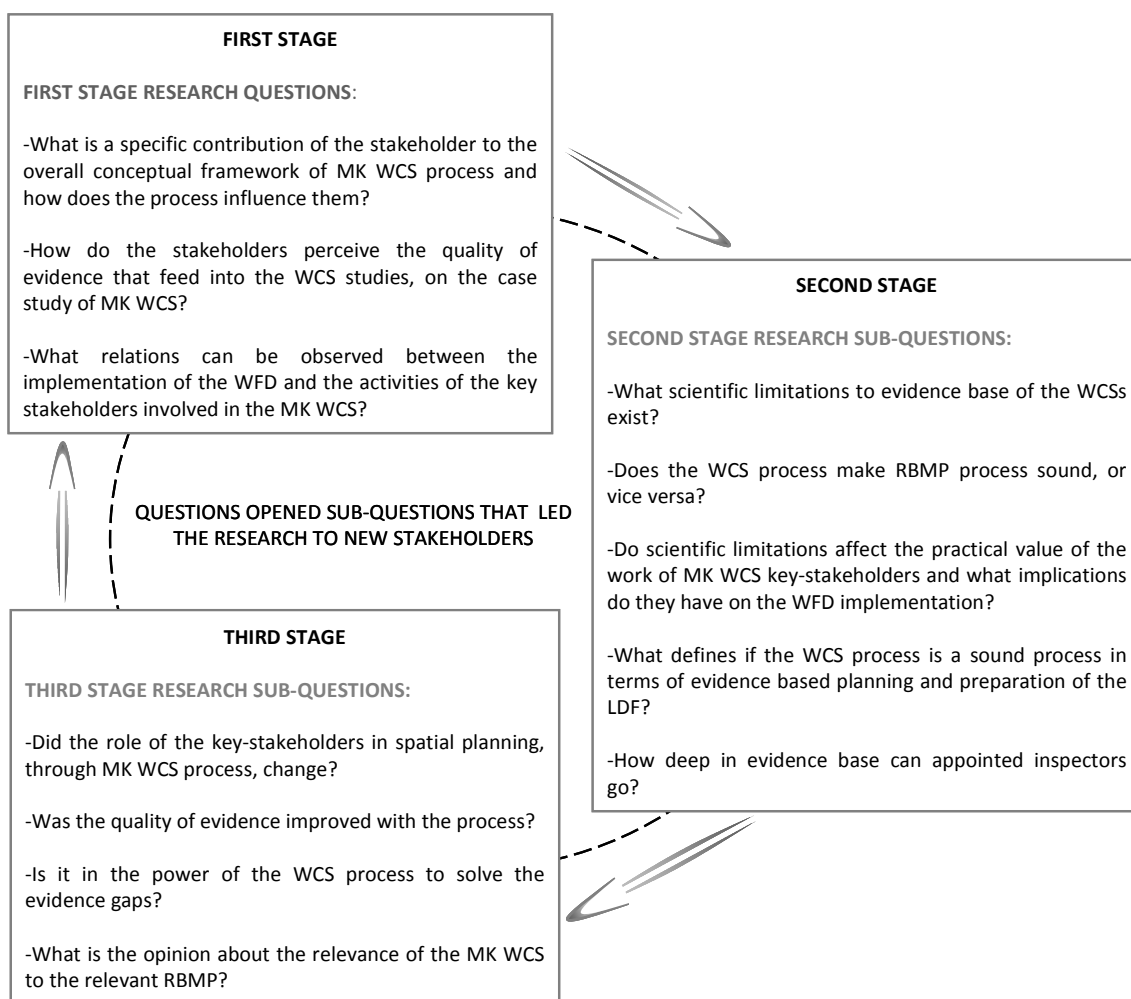 FIRST STAGE
FIRST STAGE RESEARCH QUESTIONS:
-What is a specific contribution of the stakeholder to the
overall conceptual framework of MK WCS process and
how does the process influence them?
-How do the stakeholders perceive the quality of
evidence that feed into the WCS studies, on the case
study of MK WCS?
-What relations can be observed between the
implementation of the WFD and the activities of the key
stakeholders involved in the MK WCS?
SECOND STAGE
SECOND STAGE RESEARCH SUB-QUESTIONS:
-What scientific limitations to evidence base of the WCSs
exist?
-Does the WCS process make RBMP process sound, or
vice versa?
-Do scientific limitations affect the practical value of the
work of MK WCS key-stakeholders and what implications
do they have on the WFD implementation?
-What defines if the WCS process is a sound process in
terms of evidence based planning and preparation of the
LDF?
-How deep in evidence base can appointed inspectors
go?
QUESTIONS OPENED SUB-QUESTIONS THAT LED
THE RESEARCH TO NEW STAKEHOLDERS
THIRD STAGE
THIRD STAGE RESEARCH SUB-QUESTIONS:
-Did the role of the key-stakeholders in spatial planning,
through MK WCS process, change?
-Was the quality of evidence improved with the process?
-Is it in the power of the WCS process to solve the
evidence gaps?
-What is the opinion about the relevance of the MK WCS
to the relevant RBMP?